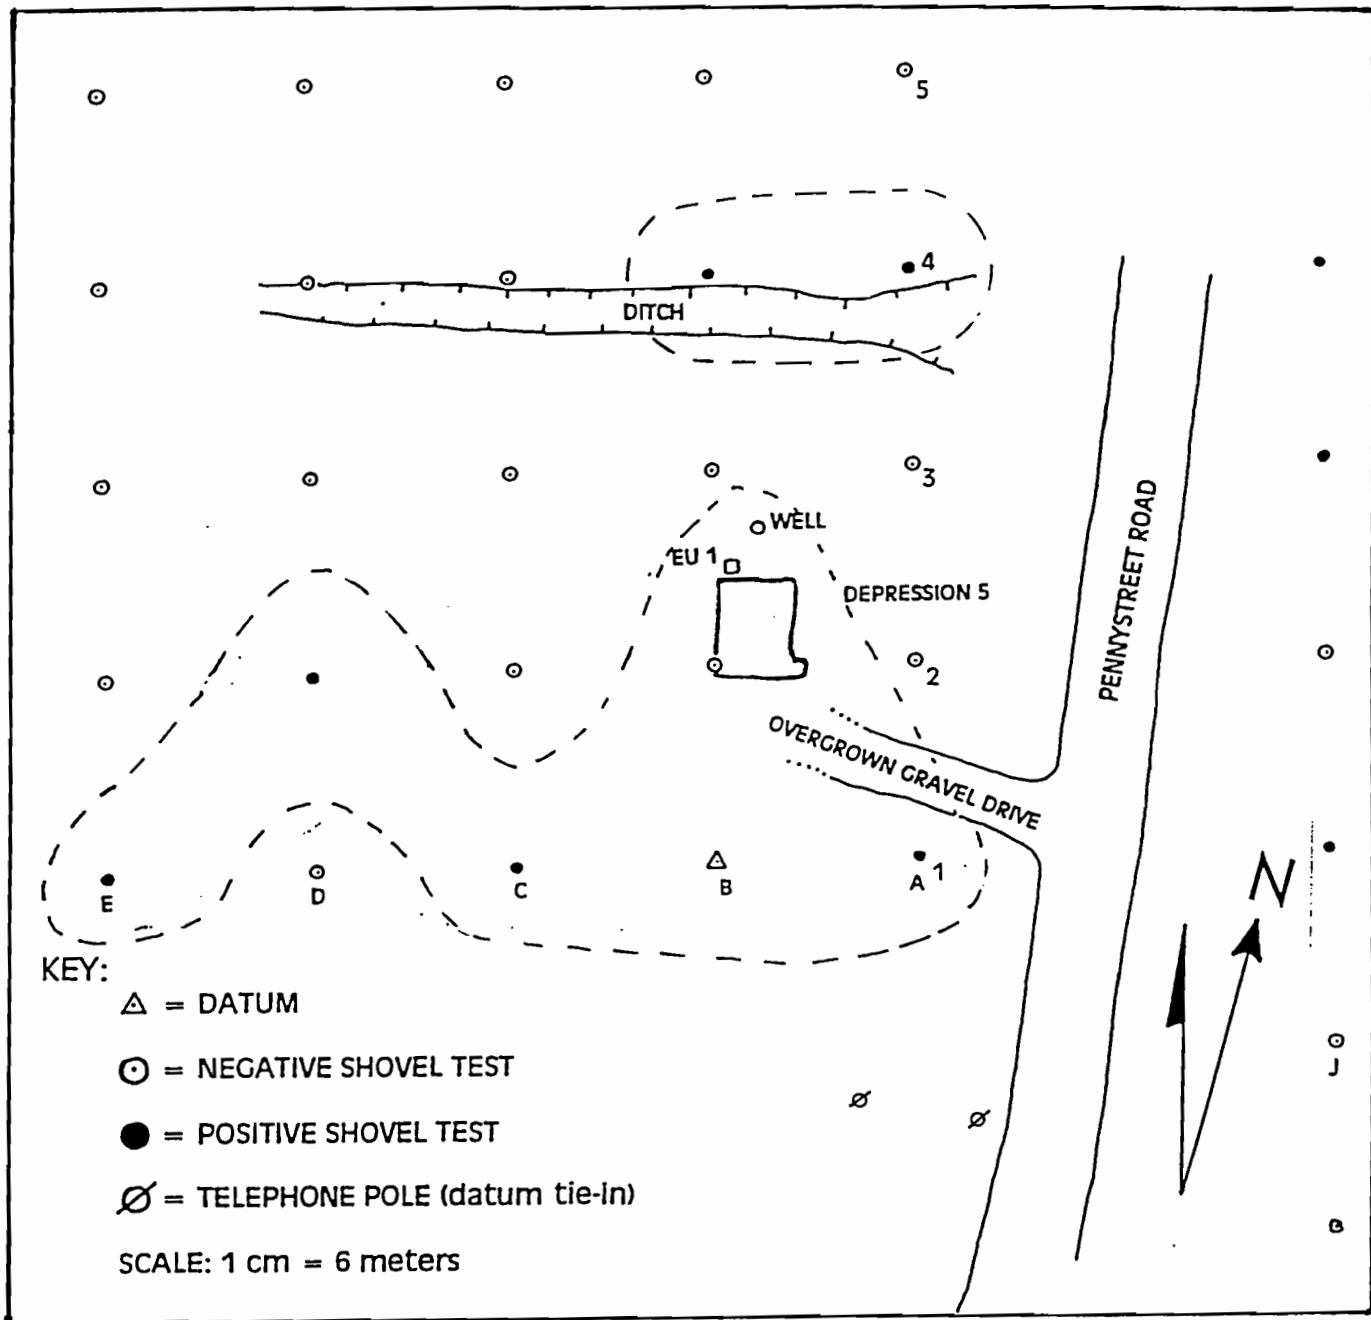 5
4
DITCH
3
WELL
EU 1
DEPRESSION 5
PENNYSTREET ROAD
2
OVERGROWN GRAVEL DRIVE
1
A
B
C
D
E
N
J
KEY:
= DATUM
= NEGATIVE SHOVEL TEST
= POSITIVE SHOVEL TEST
= TELEPHONE POLE (datum tie-in)
SCALE: 1 cm = 6 meters